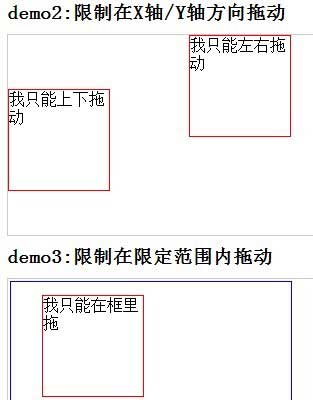 demo2:限制在X轴/Y轴方向拖动
我只能左右拖
动
我只能上下拖
动
demo3:限制在限定范围内拖动
我只能在框里
拖